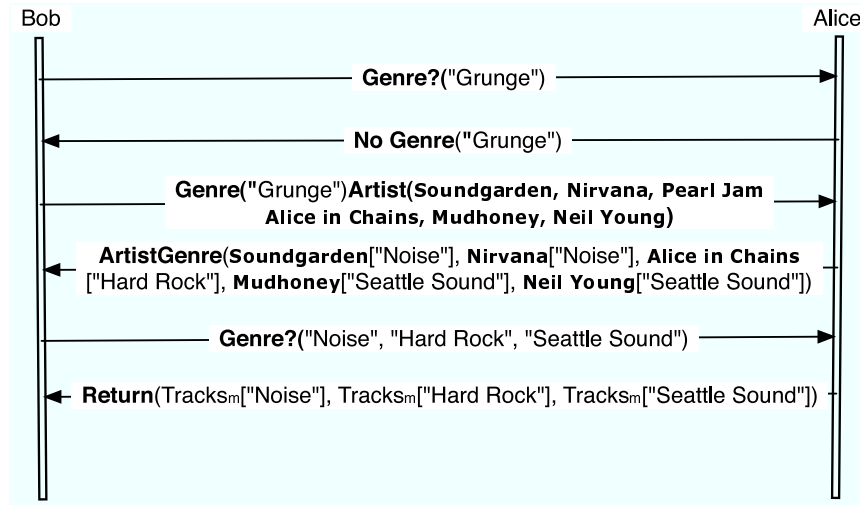 Bob Alice
Genre?("Grunge")
No Genre("Grunge")
Genre("Grunge")Artist(Soundgarden, Nirvana, Pearl Jam
Alice in Chains, Mudhoney, Neil Young)
ArtistGenre(Soundgarden["Noise"], Nirvana["Noise"], Alice in Chains
["Hard Rock"], Mudhoney["Seattle Sound"], Neil Young["Seattle Sound"])
Genre?("Noise", "Hard Rock", "Seattle Sound")
Return(Tracksm["Noise"], Tracksm["Hard Rock"], Tracksm["Seattle Sound"])